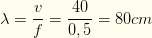 λ = v/f = 40/0,5 = 80cm